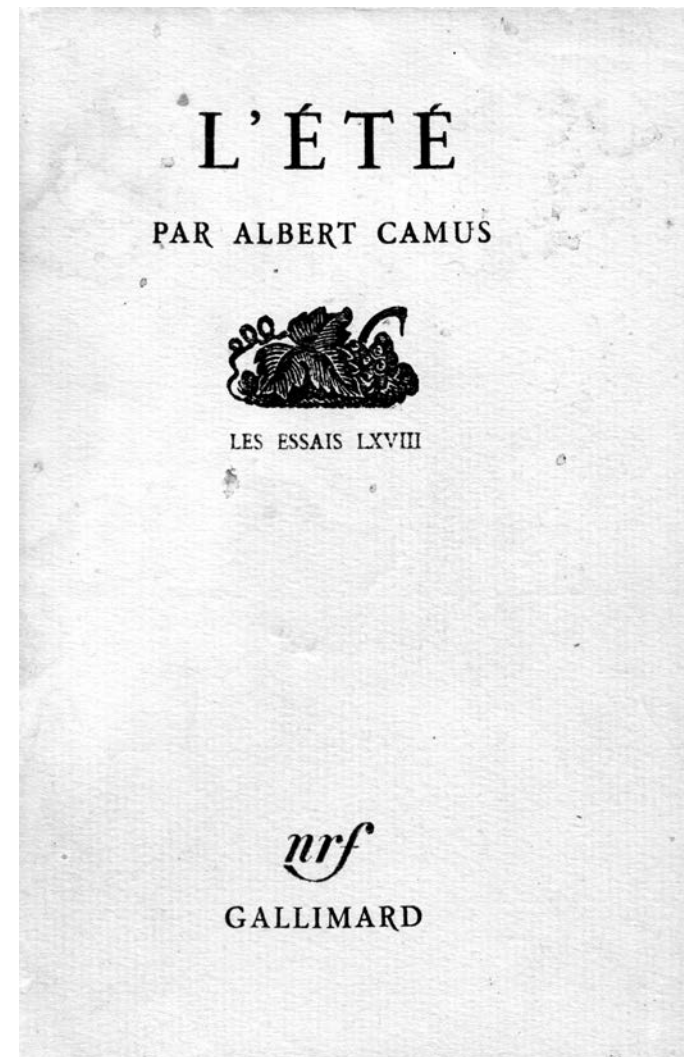 L'ÉTÉ
PAR ALBERT CAMUS
LES ESSAIS LXVIII
nrf
GALLIMARD